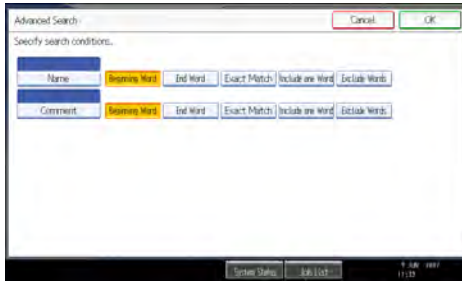 Advanced Search Cancel OK
Specify search conditions.
Name Beginning Word End Word Exact Match Include one Word Exclude Words
Comment Beginning Word End Word Exact Match Include one Word Exclude Words
System Status Job List